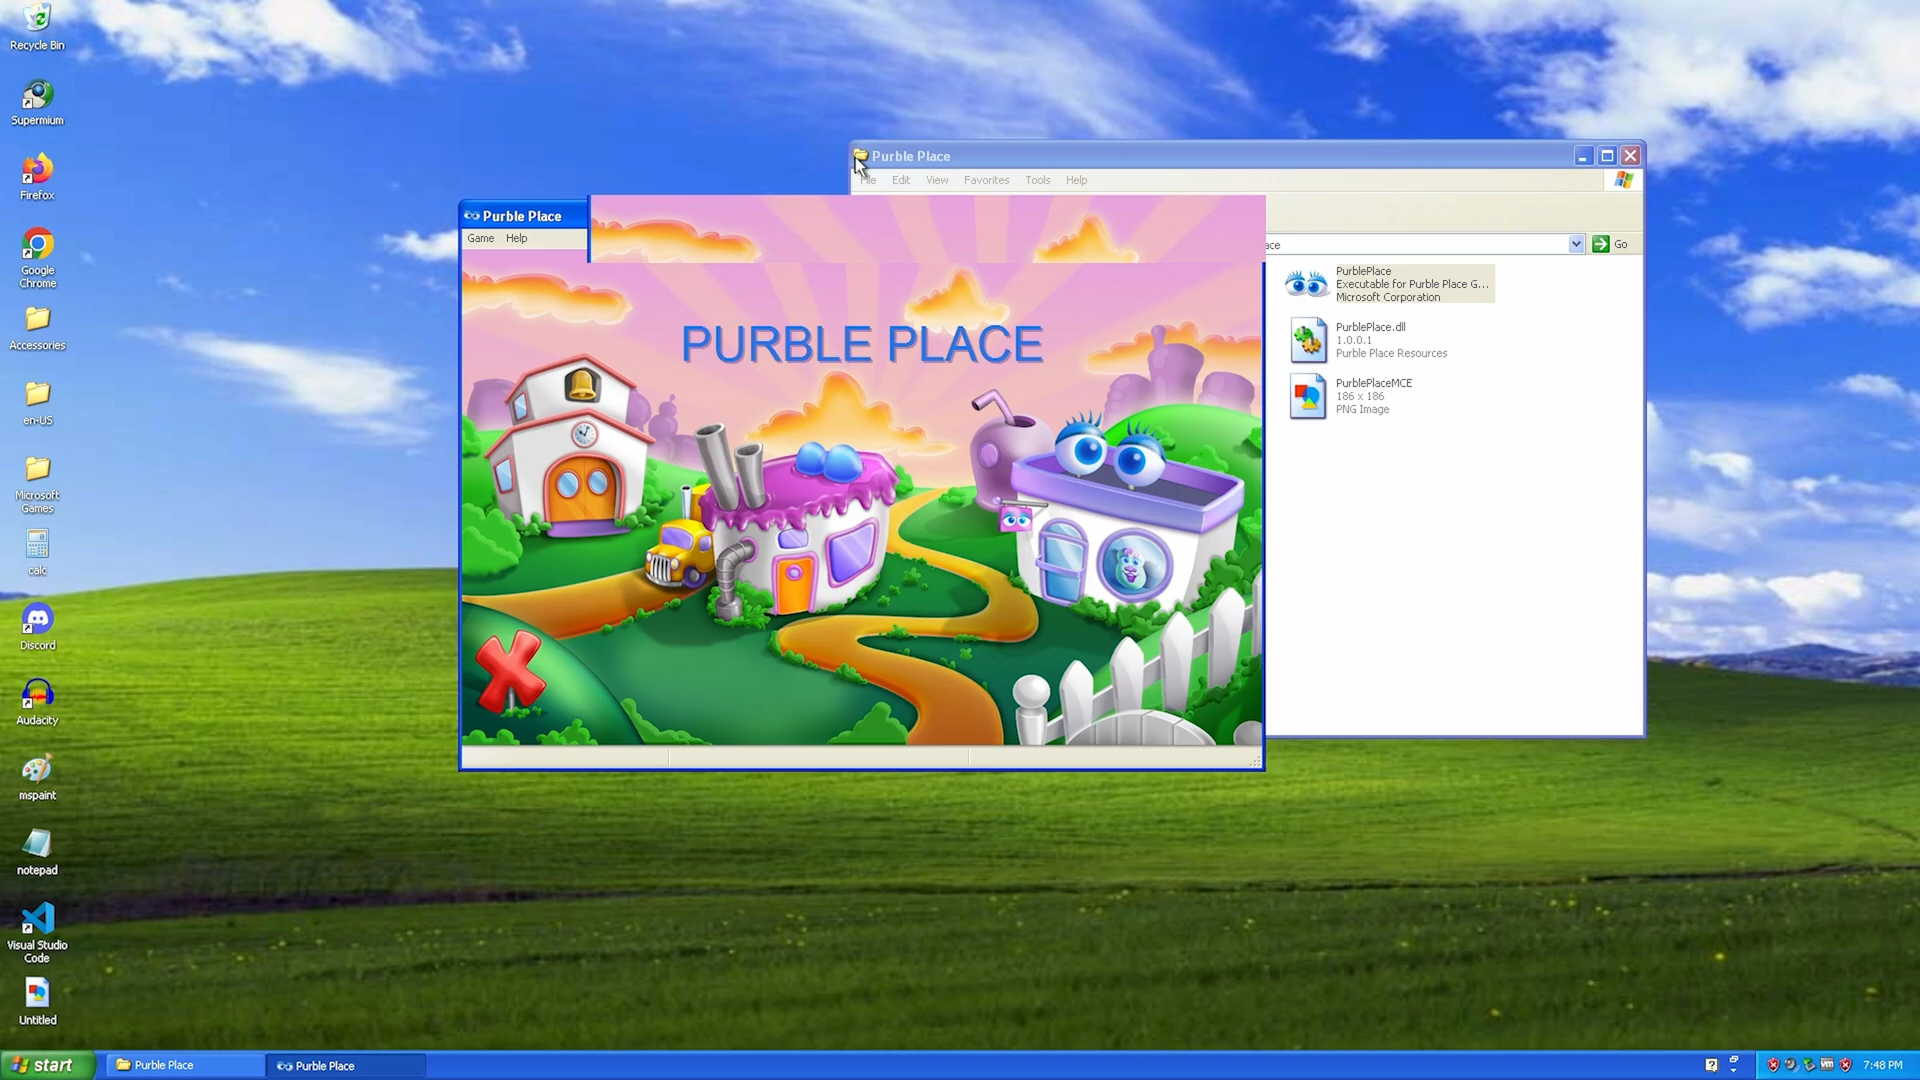 Recycle Bin
Supermium
Firefox
Google
Chrome
Accessories
en-US
Microsoft
Games
calc
Discord
Audacity
mspaint
notepad
Visual Studio
Code
Untitled
Purble Place
File Edit View Favorites Tools Help
ace
Go
PurblePlace
Executable for Purble Place G...
Microsoft Corporation
PurblePlace.dll
1.0.0.1
Purble Place Resources
PurblePlaceMCE
186 x 186
PNG Image
Purble Place
Game Help
PURBLE PLACE
start
Purble Place
Purble Place
7:48 PM